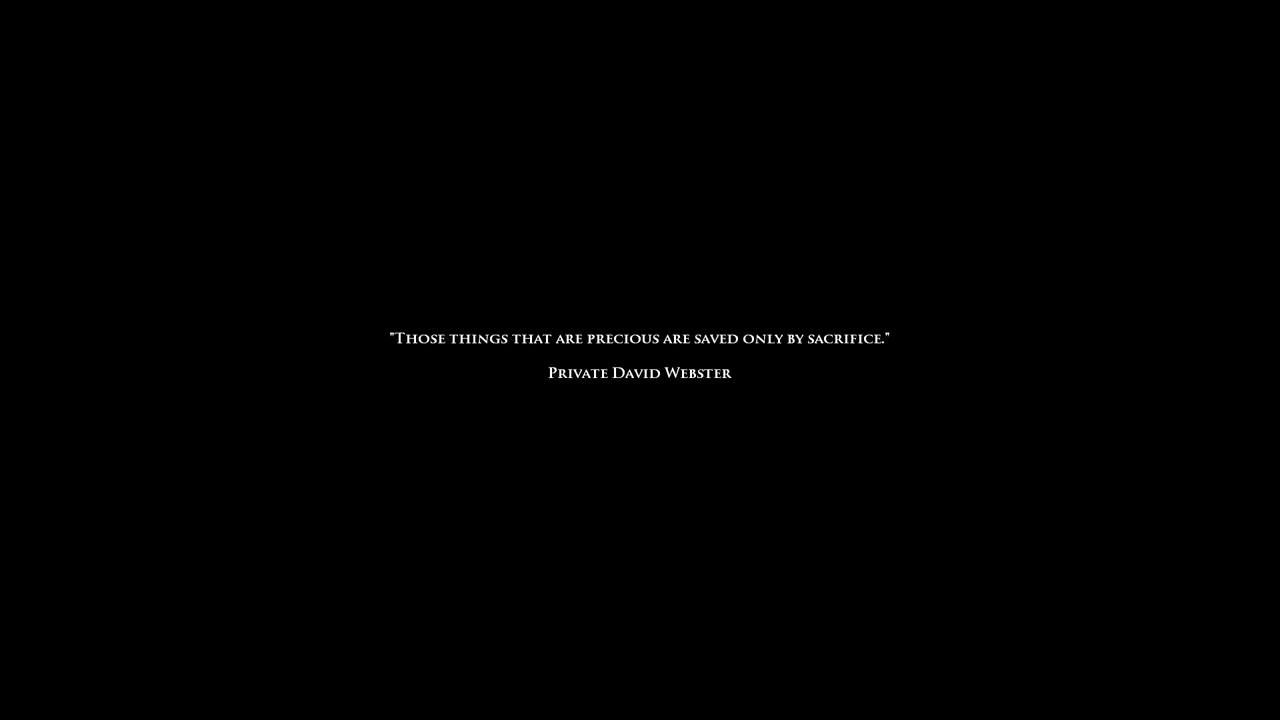 "Those things that are precious are saved only by sacrifice."
Private David Webster